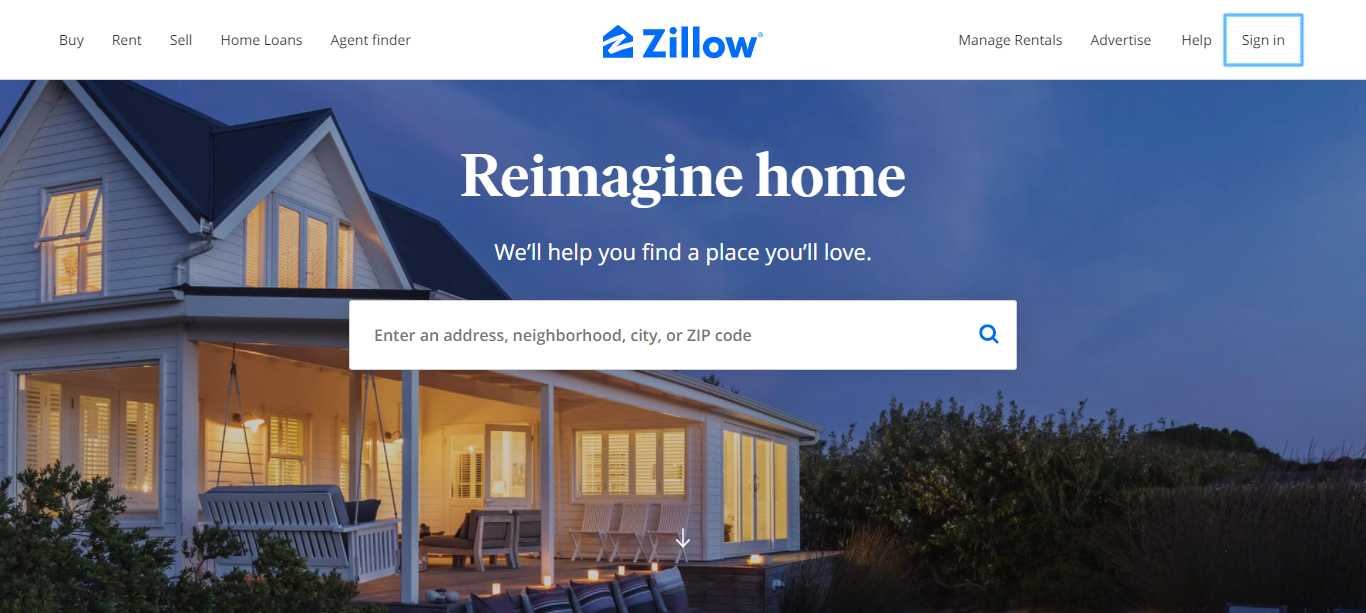 Buy Rent Sell Home Loans Agent finder Zillow® Manage Rentals Advertise Help Sign in
Reimagine home
We'll help you find a place you'll love.
Enter an address, neighborhood, city, or ZIP code